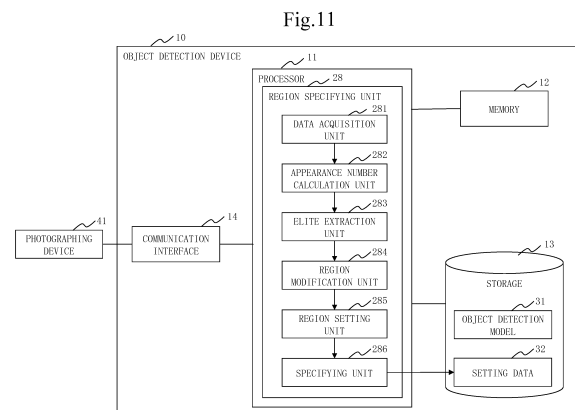 Fig.11
10
OBJECT DETECTION DEVICE
11
PROCESSOR
28
REGION SPECIFYING UNIT
281
DATA ACQUISITION
UNIT
282
APPEARANCE NUMBER
CALCULATION UNIT
283
ELITE EXTRACTION
UNIT
284
REGION
MODIFICATION UNIT
285
REGION SETTING
UNIT
286
SPECIFYING UNIT
12
MEMORY
41
PHOTOGRAPHING
DEVICE
14
COMMUNICATION
INTERFACE
13
STORAGE
31
OBJECT DETECTION
MODEL
32
SETTING DATA